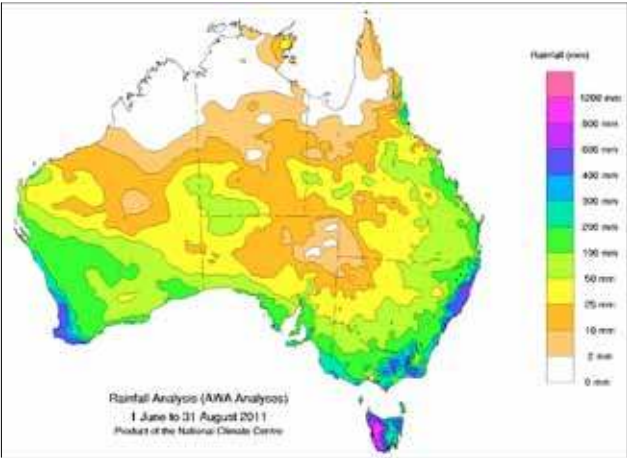 Rainfall (mm)
1200 mm
800 mm
600 mm
400 mm
300 mm
200 mm
100 mm
50 mm
25 mm
10 mm
2 mm
0 mm
Rainfall Analysis (AWA Analyses)
1 June to 31 August 2011
Product of the National Climate Centre